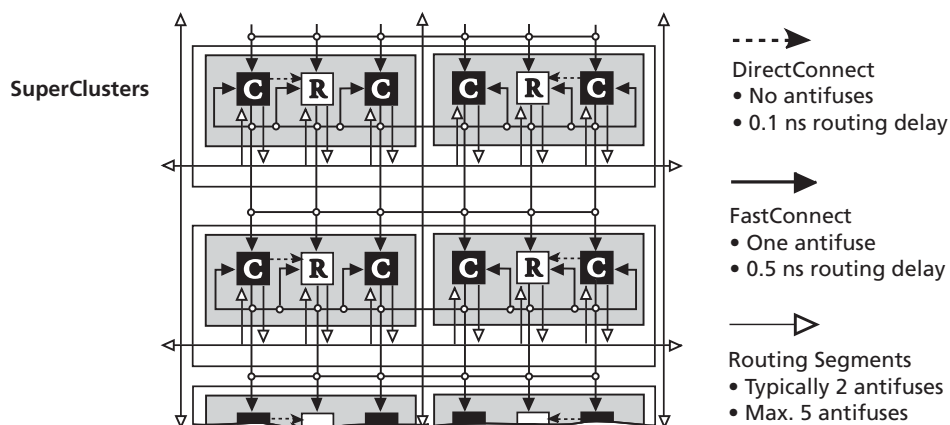 SuperClusters
C R C C R C
C R C C R C
DirectConnect
• No antifuses
• 0.1 ns routing delay
FastConnect
• One antifuse
• 0.5 ns routing delay
Routing Segments
• Typically 2 antifuses
• Max. 5 antifuses